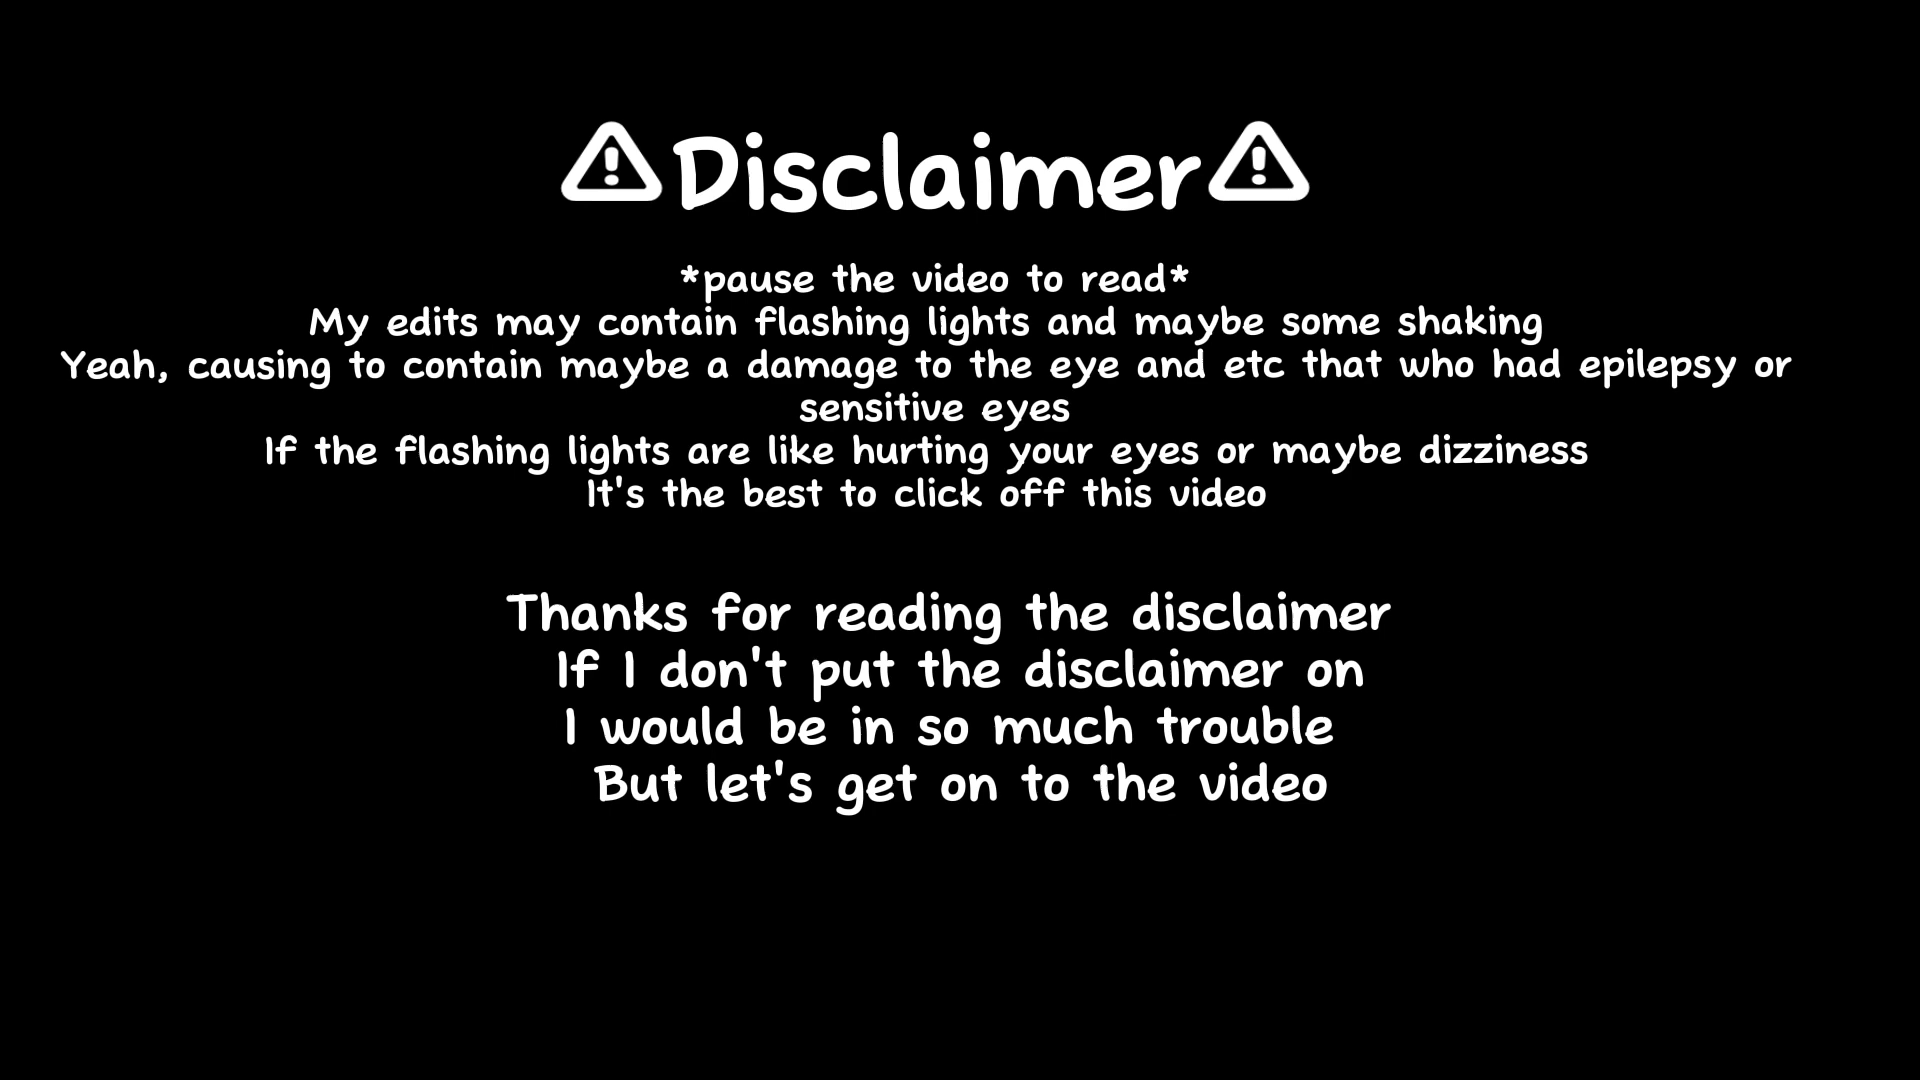 ⚠Disclaimer⚠
*pause the video to read*
My edits may contain flashing lights and maybe some shaking
Yeah, causing to contain maybe a damage to the eye and etc that who had epilepsy or
sensitive eyes
If the flashing lights are like hurting your eyes or maybe dizziness
It's the best to click off this video
Thanks for reading the disclaimer
If I don't put the disclaimer on
I would be in so much trouble
But let's get on to the video